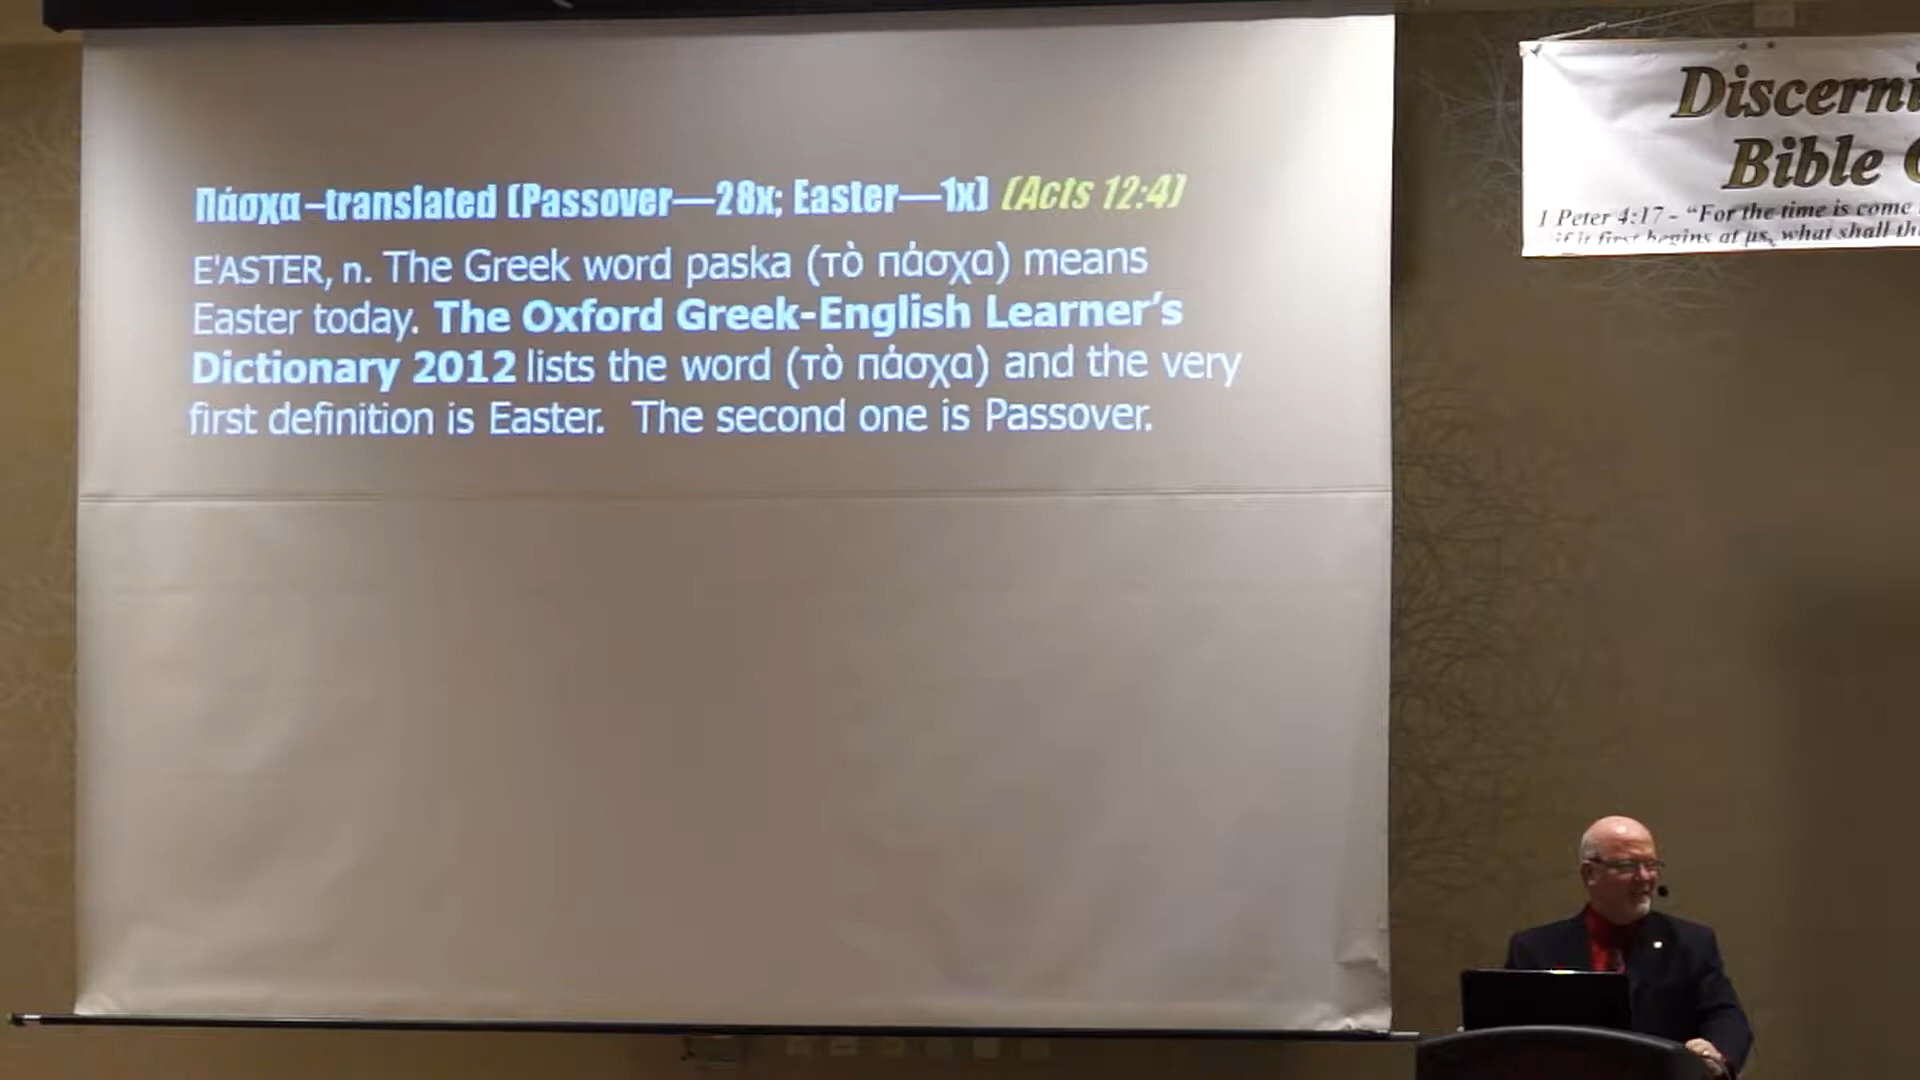 Πάσχα–translated (Passover—28x; Easter—1x) (Acts 12:4)
E'ASTER, n. The Greek word paska (τὸ πάσχα) means
Easter today. The Oxford Greek-English Learner's
Dictionary 2012 lists the word (τὸ πάσχα) and the very
first definition is Easter. The second one is Passover.
Discerni
Bible
1 Peter 4:17 - “For the time is come
if it first begins at us, what shall th